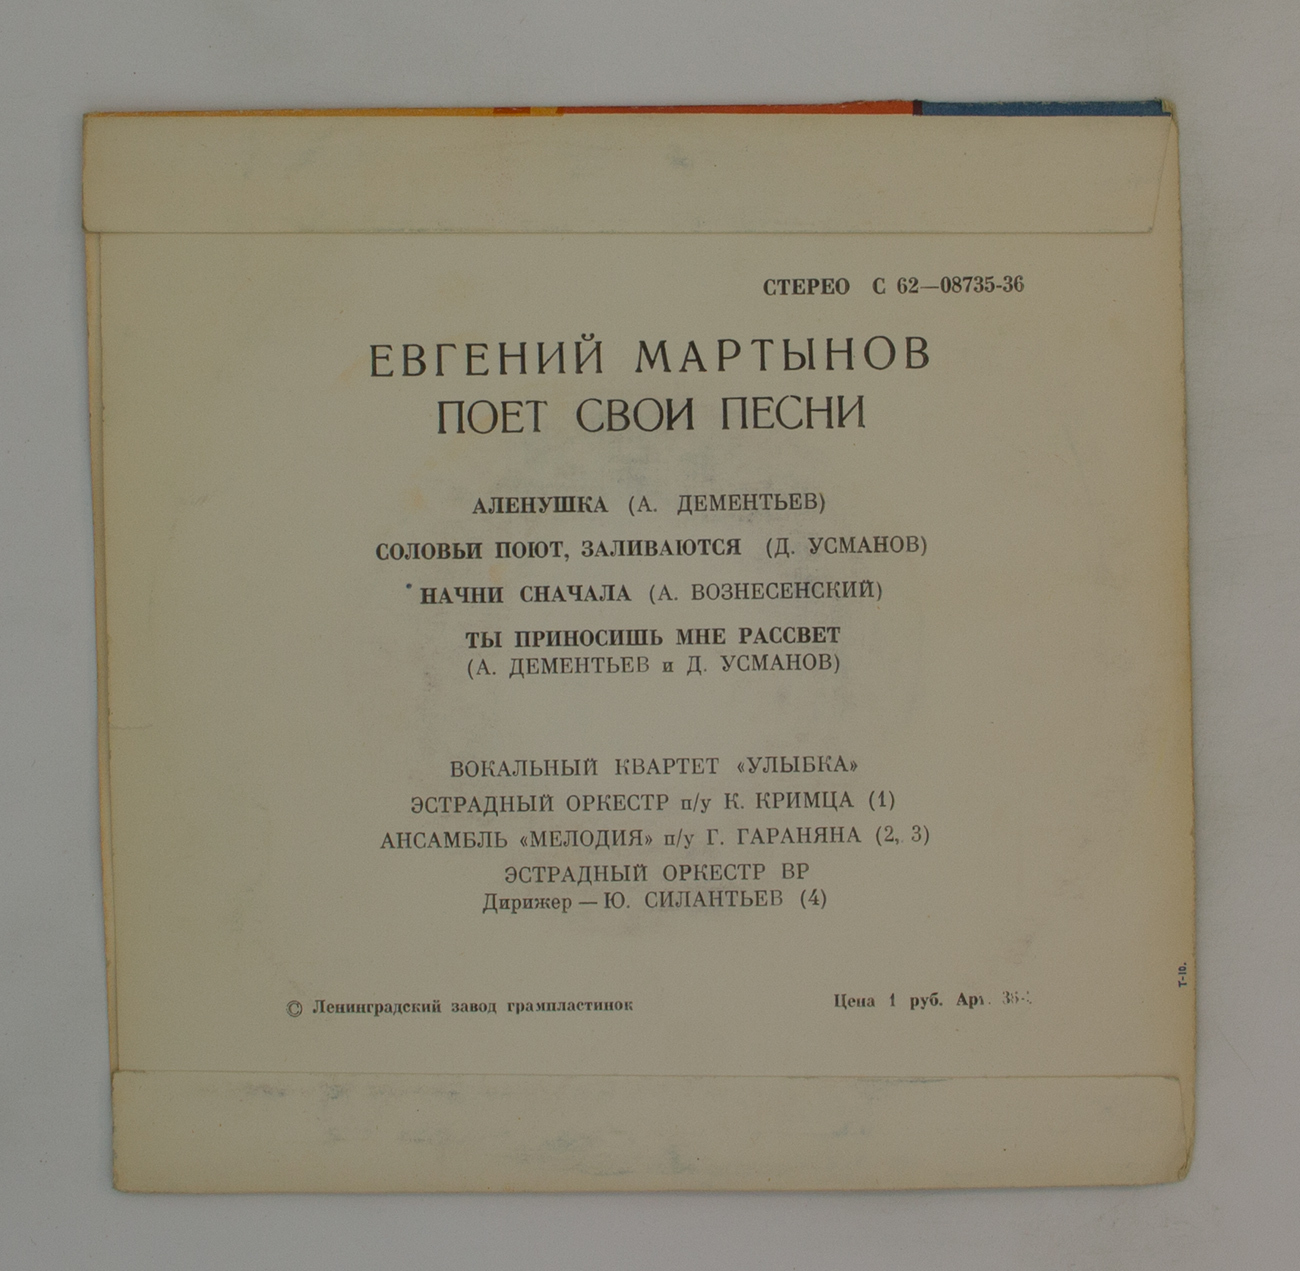 СТЕРЕО С 62—08735-36
ЕВГЕНИЙ МАРТЫНОВ
ПОЕТ СВОИ ПЕСНИ
АЛЕНУШКА (А. ДЕМЕНТЬЕВ)
СОЛОВЬИ ПОЮТ, ЗАЛИВАЮТСЯ (Д. УСМАНОВ)
НАЧНИ СНАЧАЛА (А. ВОЗНЕСЕНСКИЙ)
ТЫ ПРИНОСИШЬ МНЕ РАССВЕТ
(А. ДЕМЕНТЬЕВ и Д. УСМАНОВ)
ВОКАЛЬНЫЙ КВАРТЕТ «УЛЫБКА»
ЭСТРАДНЫЙ ОРКЕСТР п/у К. КРИМЦА (1)
АНСАМБЛЬ «МЕЛОДИЯ» п/у Г. ГАРАНЯНА (2, 3)
ЭСТРАДНЫЙ ОРКЕСТР ВР
Дирижер — Ю. СИЛАНТЬЕВ (4)
© Ленинградский завод грампластинок
Цена 1 руб. Арт.
Т-10.